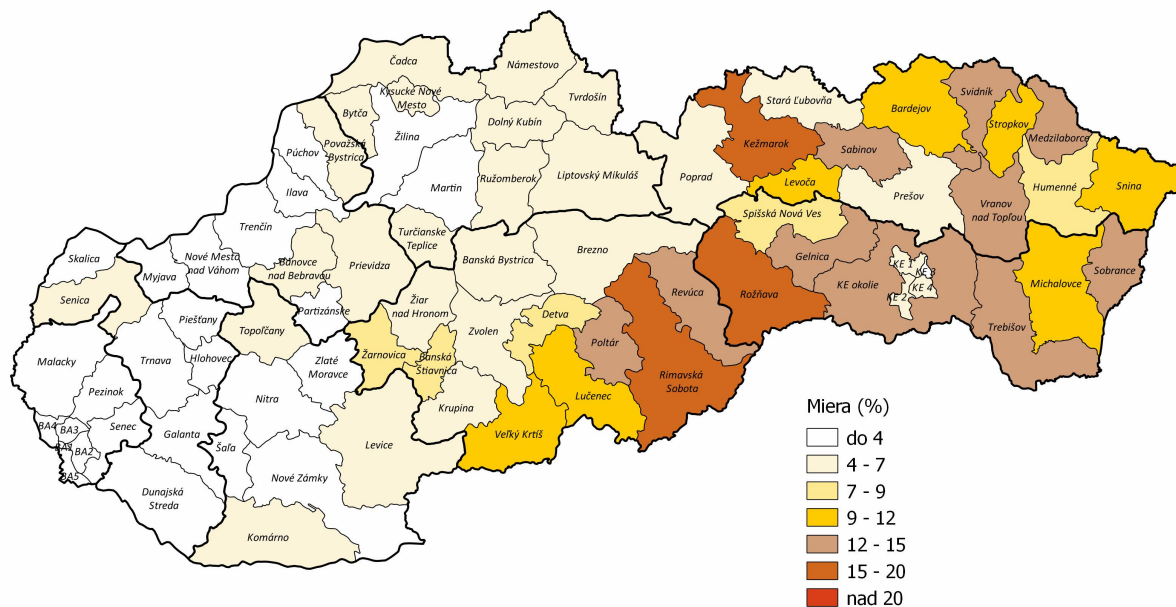 Čadca
Námestovo
Kysucke Nové
Mesto
Tvrdošín
Bytča
Žilina
Dolný Kubín
Púchov
Považská
Bystrica
Ilava
Martin
Ružomberok
Liptovský Mikuláš
Poprad
Kežmarok
Stará Ľubovňa
Levoča
Sabinov
Bardejov
Svidník
Stropkov
Medzilaborce
Prešov
Vranov
nad Topľou
Humenné
Snina
Spišská Nová Ves
Gelnica
Rožňava
KE okolie
KE 1
KE 3
KE 4
KE 2
Trebišov
Michalovce
Sobrance
Trenčín
Skalica
Myjava
Nové Mesto
nad Váhom
Bánovce
nad Bebravou
Prievidza
Turčianske
Teplice
Banská Bystrica
Brezno
Senica
Piešťany
Topoľčany
Partizánske
Žiar
nad Hronom
Zvolen
Detva
Poltár
Revúca
Rimavská
Sobota
Malacky
Trnava
Hlohovec
Zlaté
Moravce
Žarnovica
Banská
Štiavnica
Krupina
Lučenec
Veľký Krtíš
Pezinok
Senec
BA4
BA3
BA1
BA2
BA5
Galanta
Nitra
Šaľa
Levice
Nové Zámky
Dunajská
Streda
Komárno
Miera (%)
do 4
4 - 7
7 - 9
9 - 12
12 - 15
15 - 20
nad 20